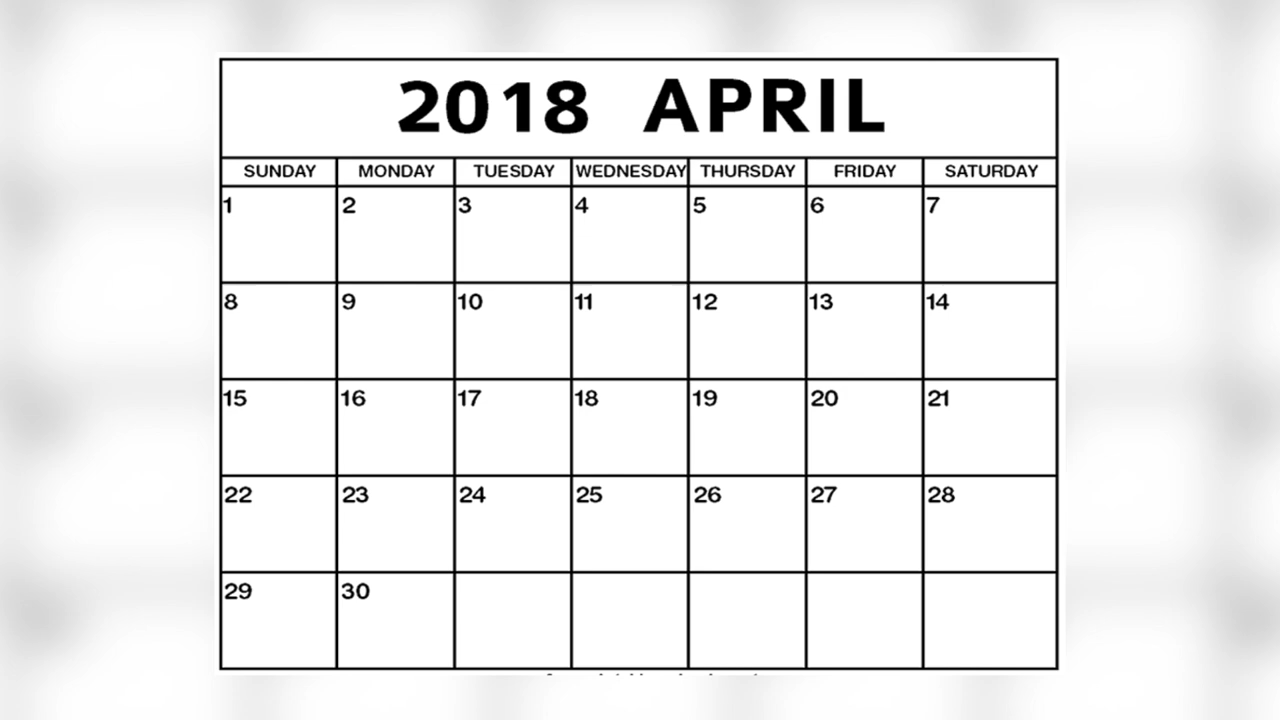 2018 APRIL
SUNDAY MONDAY TUESDAY WEDNESDAY THURSDAY FRIDAY SATURDAY
1 2 3 4 5 6 7
8 9 10 11 12 13 14
15 16 17 18 19 20 21
22 23 24 25 26 27 28
29 30